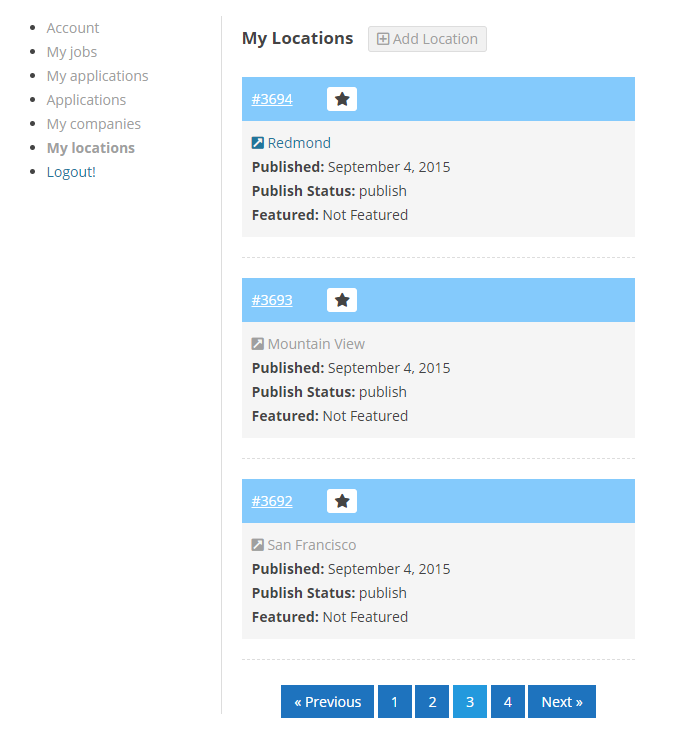 Account
My jobs
My applications
Applications
My companies
My locations
Logout!
My Locations Add Location
#3694
Redmond
Published: September 4, 2015
Publish Status: publish
Featured: Not Featured
#3693
Mountain View
Published: September 4, 2015
Publish Status: publish
Featured: Not Featured
#3692
San Francisco
Published: September 4, 2015
Publish Status: publish
Featured: Not Featured
« Previous 1 2 3 4 Next »